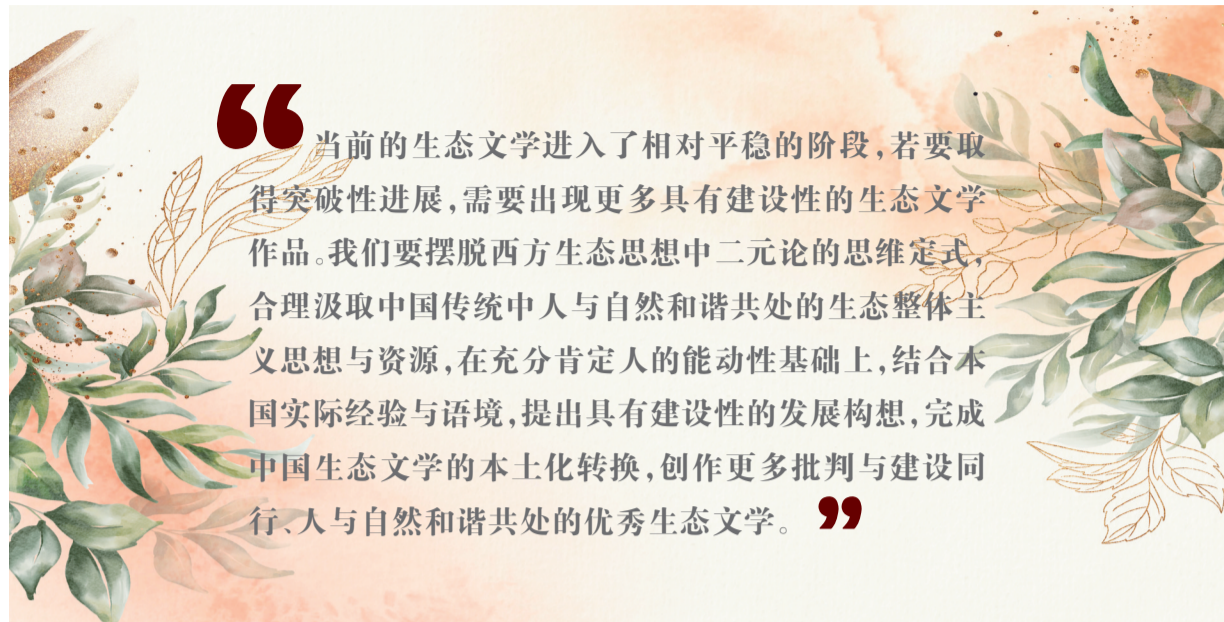 “当前的生态文学进入了相对平稳的阶段,若要取
得突破性进展,需要出现更多具有建设性的生态文学
作品。我们要摆脱西方生态思想中二元论的思维定式,
合理汲取中国传统中人与自然和谐共处的生态整体主
义思想与资源,在充分肯定人的能动性基础上,结合本
国实际经验与语境,提出具有建设性的发展构想,完成
中国生态文学的本土化转换,创作更多批判与建设同
行、人与自然和谐共处的优秀生态文学。”